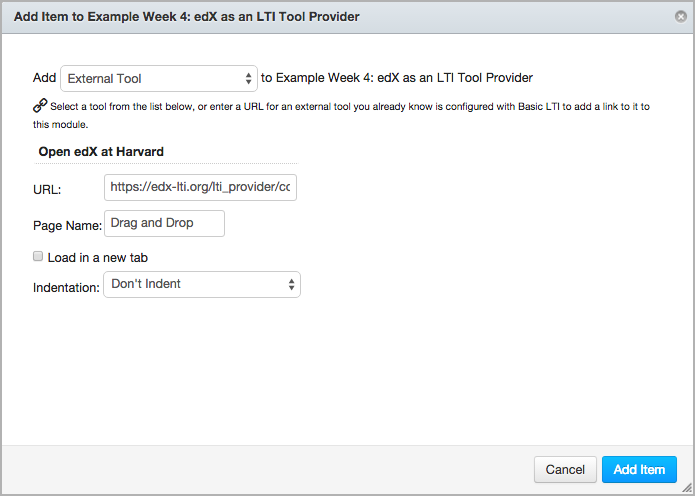 Add Item to Example Week 4: edX as an LTI Tool Provider
Add External Tool to Example Week 4: edX as an LTI Tool Provider
Select a tool from the list below, or enter a URL for an external tool you already know is configured with Basic LTI to add a link to it to
this module.
Open edX at Harvard
URL: https://edx-lti.org/lti_provider/cc
Page Name: Drag and Drop
Load in a new tab
Indentation: Don't Indent
Cancel Add Item